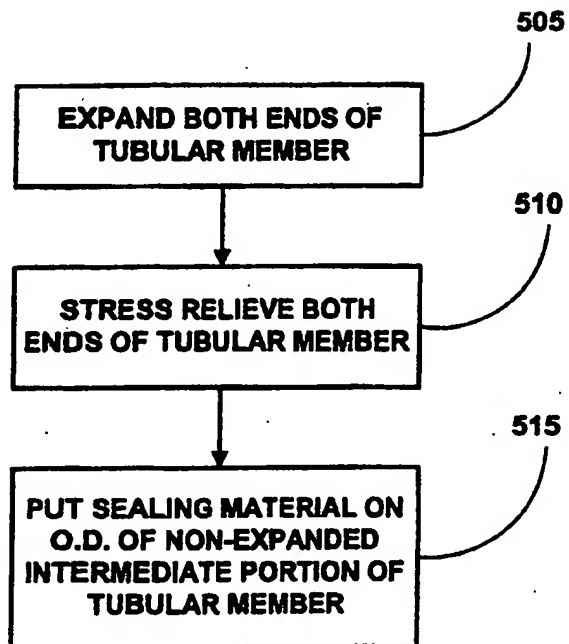 505
EXPAND BOTH ENDS OF
TUBULAR MEMBER
510
STRESS RELIEVE BOTH
ENDS OF TUBULAR MEMBER
515
PUT SEALING MATERIAL ON
O.D. OF NON-EXPANDED
INTERMEDIATE PORTION OF
TUBULAR MEMBER